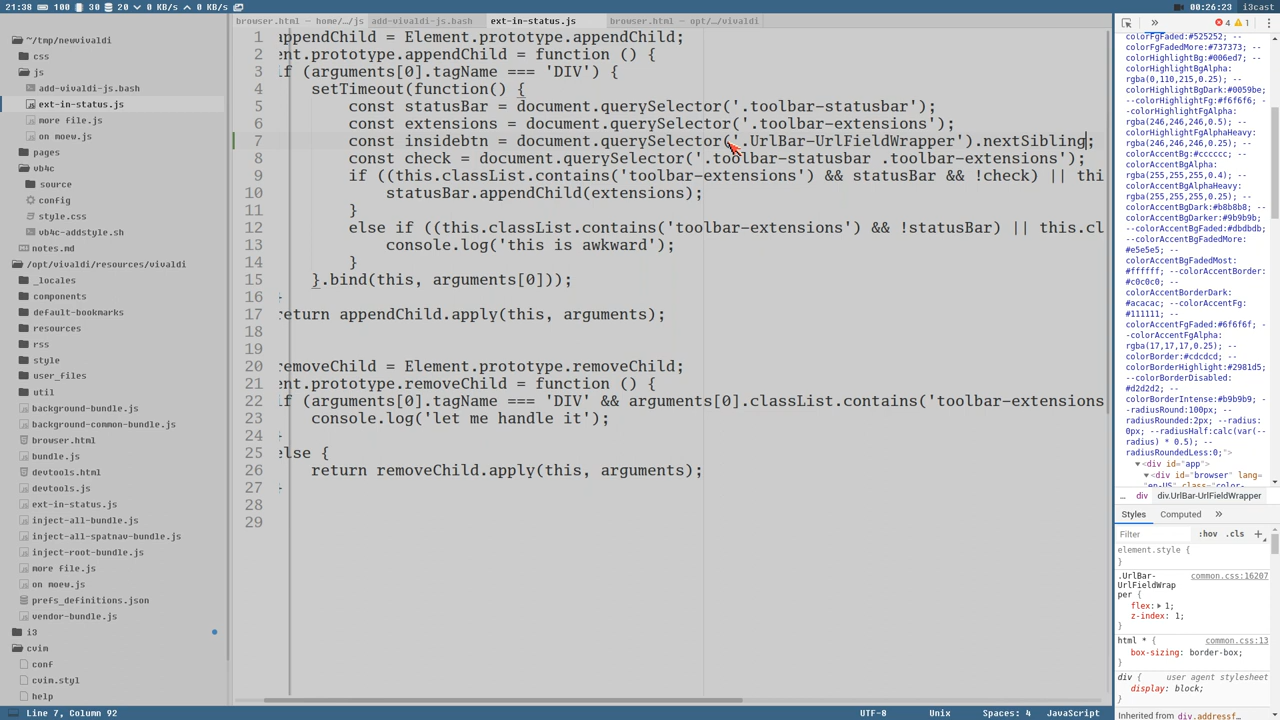 21:38
100
30
20
0 KB/s
0 KB/s
00:26:23
i3cast
~/tmp/newvivaldi
css
js
add-vivaldi-js.bash
ext-in-status.js
more file.js
on moew.js
pages
vb4c
source
config
style.css
vb4c-addstyle.sh
notes.md
/opt/vivaldi/resources/vivaldi
_locales
components
default-bookmarks
resources
rss
style
user_files
util
background-bundle.js
background-common-bundle.js
browser.html
bundle.js
devtools.html
devtools.js
ext-in-status.js
inject-all-bundle.js
inject-all-spatnav-bundle.js
inject-root-bundle.js
more file.js
on moew.js
prefs_definitions.json
vendor-bundle.js
i3
cvim
conf
cvim.styl
help
browser.html — home/…/js
add-vivaldi-js.bash
ext-in-status.js
browser.html — opt/…/vivaldi
1 appendChild = Element.prototype.appendChild;
2 ent.prototype.appendChild = function () {
3 if (arguments[0].tagName === 'DIV') {
4 setTimeout(function() {
5 const statusBar = document.querySelector('.toolbar-statusbar');
6 const extensions = document.querySelector('.toolbar-extensions');
7 const insidebtn = document.querySelector('.UrlBar-UrlFieldWrapper').nextSibling;
8 const check = document.querySelector('.toolbar-statusbar .toolbar-extensions');
9 if ((this.classList.contains('toolbar-extensions') && statusBar && !check) || thi
10 statusBar.appendChild(extensions);
11 }
12 else if ((this.classList.contains('toolbar-extensions') && !statusBar) || this.cl
13 console.log('this is awkward');
14 }
15 }.bind(this, arguments[0]));
16 }
17 return appendChild.apply(this, arguments);
18
19
20 removeChild = Element.prototype.removeChild;
21 ent.prototype.removeChild = function () {
22 if (arguments[0].tagName === 'DIV' && arguments[0].classList.contains('toolbar-extensions
23 console.log('let me handle it');
24 }
25 else {
26 return removeChild.apply(this, arguments);
27 }
28
29
Line 7, Column 92
UTF-8
Unix
Spaces: 4
JavaScript
»
4
1
colorFgFaded:#525252; --
colorFgFadedMore:#737373; --
colorHighlightBg:#006ed7; --
colorHighlightBgAlpha:
rgba(0,110,215,0.25); --
colorHighlightBgDark:#0059be; --
colorHighlightFg:#f6f6f6; --
colorHighlightFgAlpha:
rgba(246,246,246,0.5); --
colorHighlightFgAlphaHeavy:
rgba(246,246,246,0.25); --
colorAccentBg:#cccccc; --
colorAccentBgAlpha:
rgba(255,255,255,0.4); --
colorAccentBgAlphaHeavy:
rgba(255,255,255,0.25); --
colorAccentBgDark:#b8b8b8; --
colorAccentBgDarker:#9b9b9b; --
colorAccentBgFaded:#dbdbdb; --
colorAccentBgFadedMore:
#e5e5e5; --
colorAccentBgFadedMost:
#ffffff; --colorAccentBorder:
#c0c0c0; --
colorAccentBorderDark:
#acacac; --colorAccentFg:
#111111; --
colorAccentFgFaded:#6f6f6f; --
colorAccentFgAlpha:
rgba(17,17,17,0.25); --
colorBorder:#cdcdcd; --
colorBorderHighlight:#2981d5; --
colorBorderDisabled:
#d2d2d2; --
colorBorderIntense:#b9b9b9; --
radiusRound:100px; --radius:
0px; --radiusHalf:calc(var(--
radius) * 0.5); --
radiusRoundedLess:0;">
<div id="app">
<div id="browser" lang=
"en-US" class="color-
…
div
div.UrlBar-UrlFieldWrapper
Styles
Computed
»
Filter
:hov
.cls
+
element.style {
}
common.css:16207
.UrlBar-
UrlFieldWrap
per {
flex: 1;
z-index: 1;
}
common.css:13
html * {
box-sizing: border-box;
}
div {
user agent stylesheet
display: block;
}
Inherited from div.addressf…